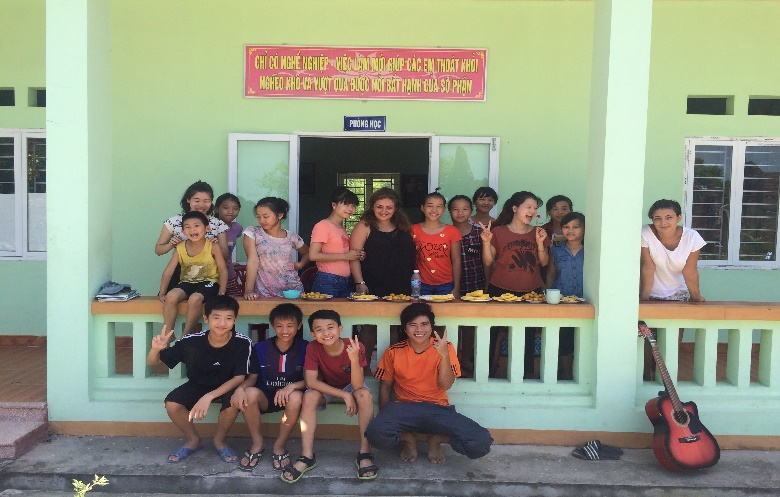 CHỈ CÓ NGHỀ NGHIỆP - VIỆC LÀM MỚI GIÚP CÁC EM THOÁT KHỎI
NGHÈO KHÓ VÀ VƯỢT QUA ĐƯỢC MỌI BẤT HẠNH CỦA SỐ PHẬN
PHÒNG HỌC